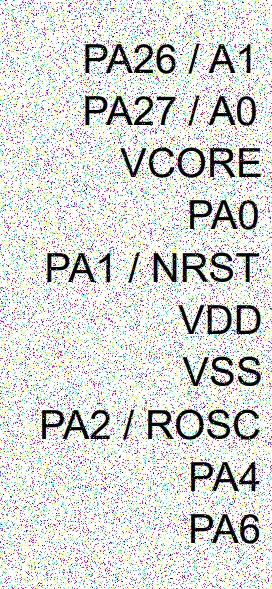 PA26 / A1
PA27 / A0
VCORE
PA0
PA1 / NRST
VDD
VSS
PA2 / ROSC
PA4
PA6